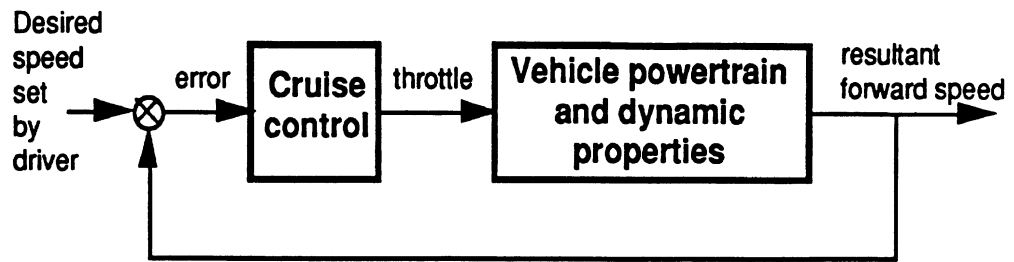 Desired
speed
set
by
driver
error
Cruise
control
throttle
Vehicle powertrain
and dynamic
properties
resultant
forward speed